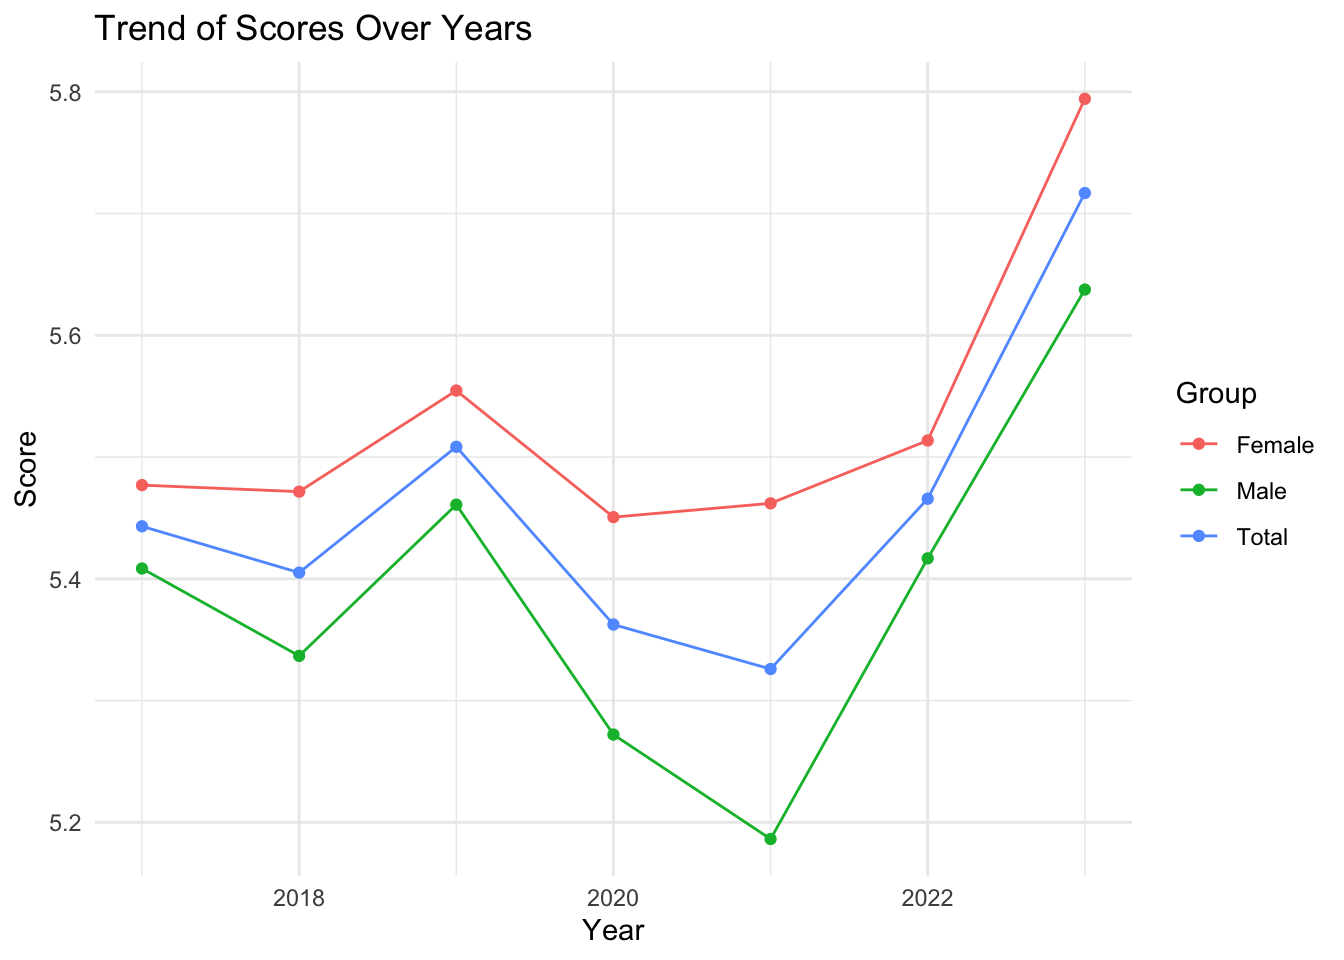 Trend of Scores Over Years
5.8
5.6
5.4
5.2
Score
2018
2020
2022
Year
Group
Female
Male
Total